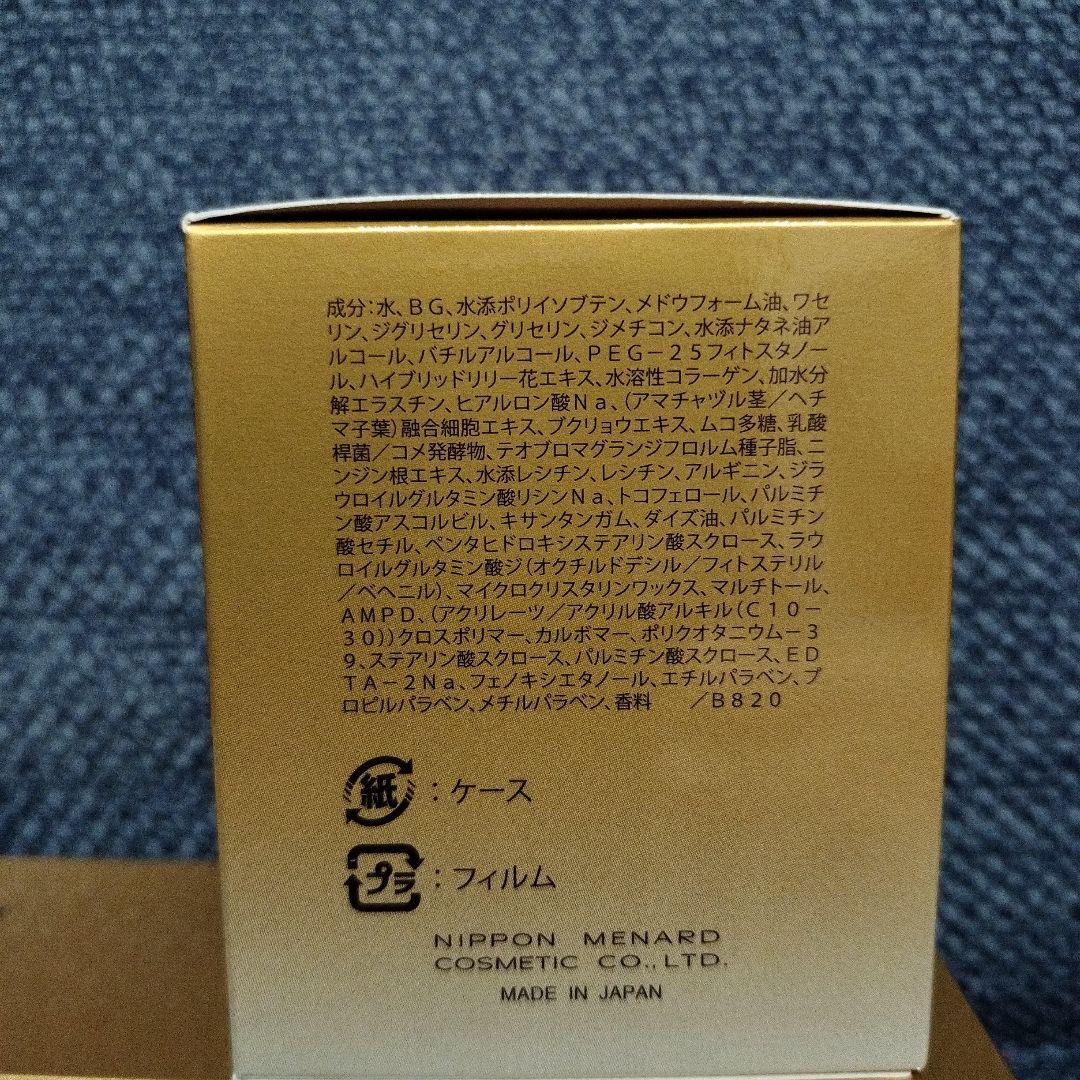 成分:水、BG、水添ポリイソブテン、メドウフォーム油、ワセ
リン、ジグリセリン、グリセリン、ジメチコン、水添ナタネ油ア
ルコール、バチルアルコール、PEG-25フィトスタノー
ル、ハイブリッドリリー花エキス、水溶性コラーゲン、加水分
解エラスチン、ヒアルロン酸Na、(アマチャヅル茎/ヘチ
マ子葉)融合細胞エキス、ブクリョウエキス、ムコ多糖、乳酸
桿菌/コメ発酵物、テオブロマグランジフロルム種子脂、ニ
ンジン根エキス、水添レシチン、レシチン、アルギニン、ジラ
ウロイルグルタミン酸リシンNa、トコフェロール、パルミチ
ン酸アスコルビル、キサンタンガム、ダイズ油、パルミチン
酸セチル、ペンタヒドロキシステアリン酸スクロース、ラウ
ロイルグルタミン酸ジ(オクチルドデシル/フィトステリル
/ベヘニル)、マイクロクリスタリンワックス、マルチトール、
AMPD、(アクリレーツ/アクリル酸アルキル(C10-
30))クロスポリマー、カルボマー、ポリクオタニウム-3
9、ステアリン酸スクロース、パルミチン酸スクロース、ED
TA-2Na、フェノキシエタノール、エチルパラベン、プ
ロピルパラベン、メチルパラベン、香料 /B820
紙:ケース
プラ:フィルム
NIPPON MENARD
COSMETIC CO., LTD.
MADE IN JAPAN